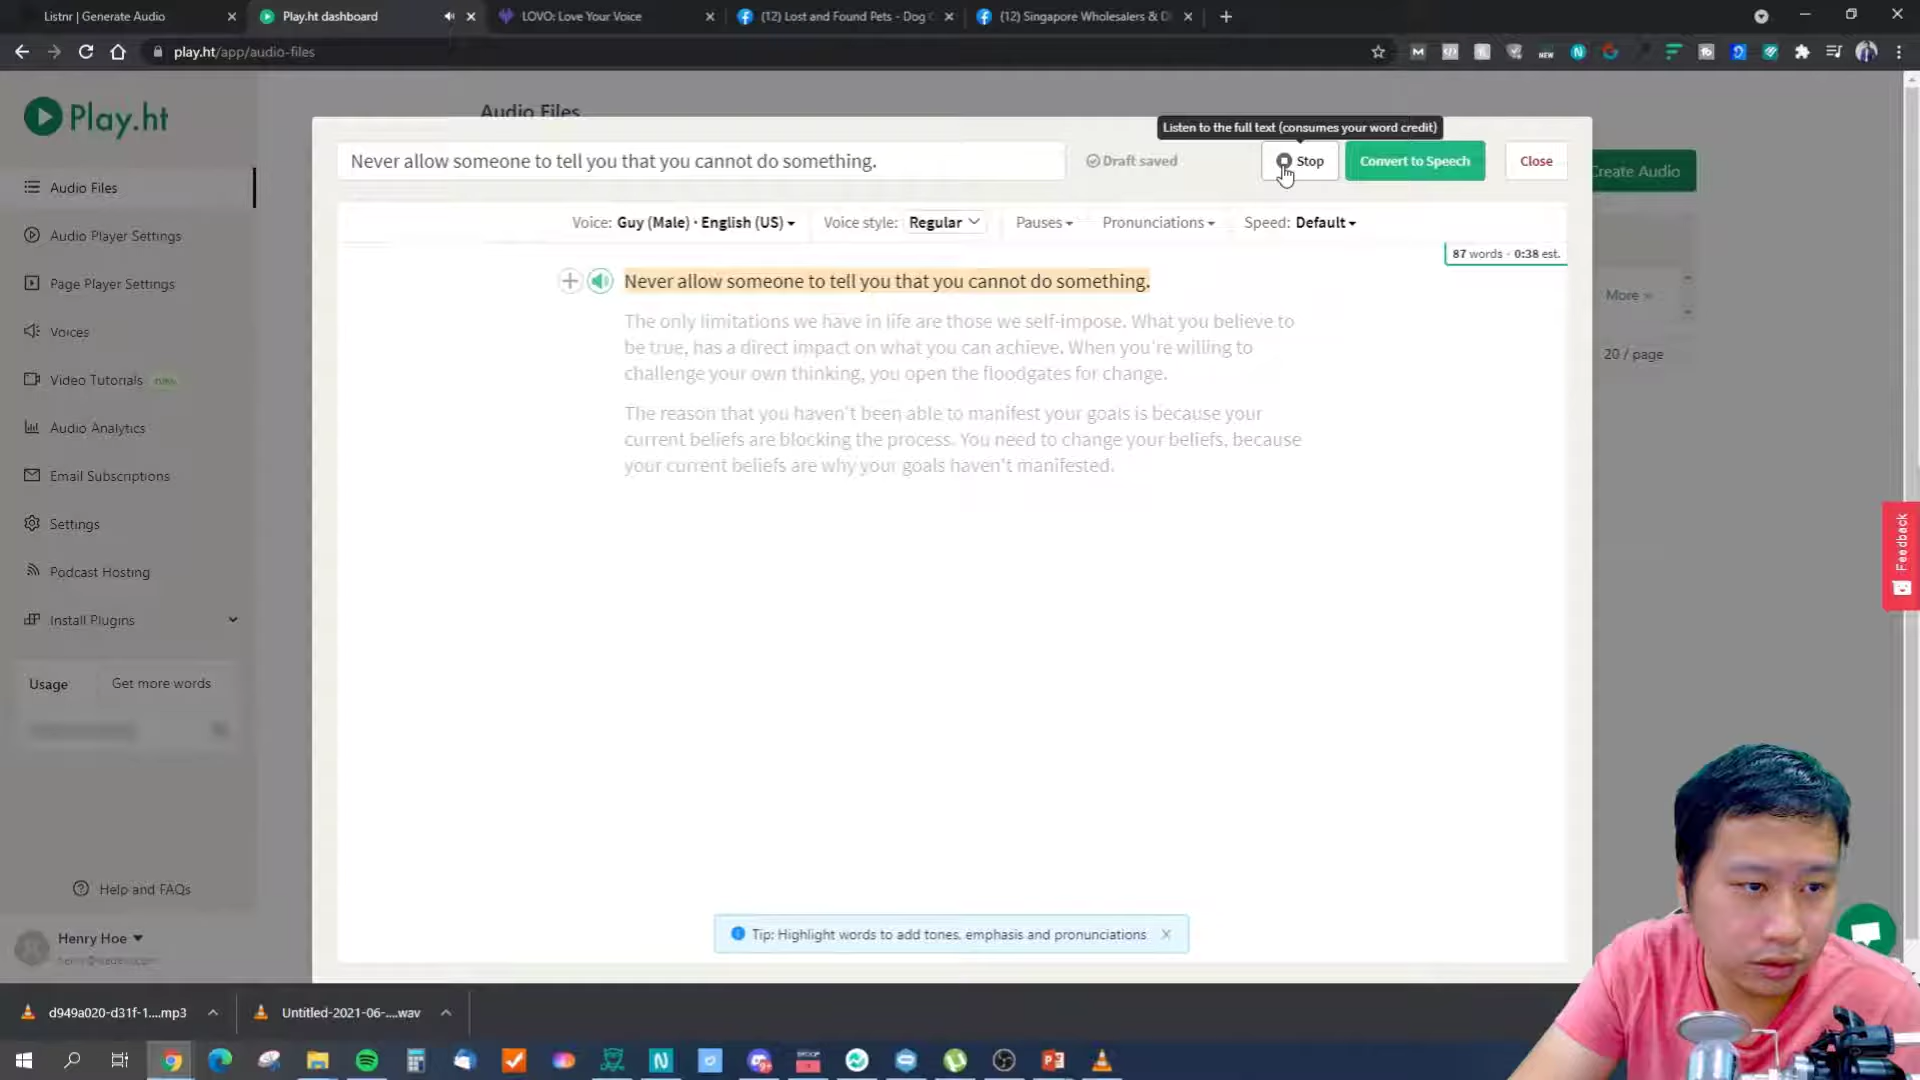 Listnr | Generate Audio
Play.ht dashboard
LOVO: Love Your Voice
(12) Lost and Found Pets - Dog
(12) Singapore Wholesalers & D
play.ht/app/audio-files
NEW
Play.ht
Audio Files
Listen to the full text (consumes your word credit)
Never allow someone to tell you that you cannot do something.
Draft saved
Stop
Convert to Speech
Close
Create Audio
Audio Files
Audio Player Settings
Page Player Settings
Voices
Video Tutorials new
Audio Analytics
Email Subscriptions
Settings
Podcast Hosting
Install Plugins
Voice: Guy (Male) · English (US)
Voice style: Regular
Pauses
Pronunciations
Speed: Default
87 words · 0:38 est.
Never allow someone to tell you that you cannot do something.
The only limitations we have in life are those we self-impose. What you believe to
be true, has a direct impact on what you can achieve. When you're willing to
challenge your own thinking, you open the floodgates for change.
The reason that you haven't been able to manifest your goals is because your
current beliefs are blocking the process. You need to change your beliefs, because
your current beliefs are why your goals haven't manifested.
More
20 / page
Feedback
Usage
Get more words
Help and FAQs
Henry Hoe
Tip: Highlight words to add tones, emphasis and pronunciations
d949a020-d31f-1....mp3
Untitled-2021-06-....wav